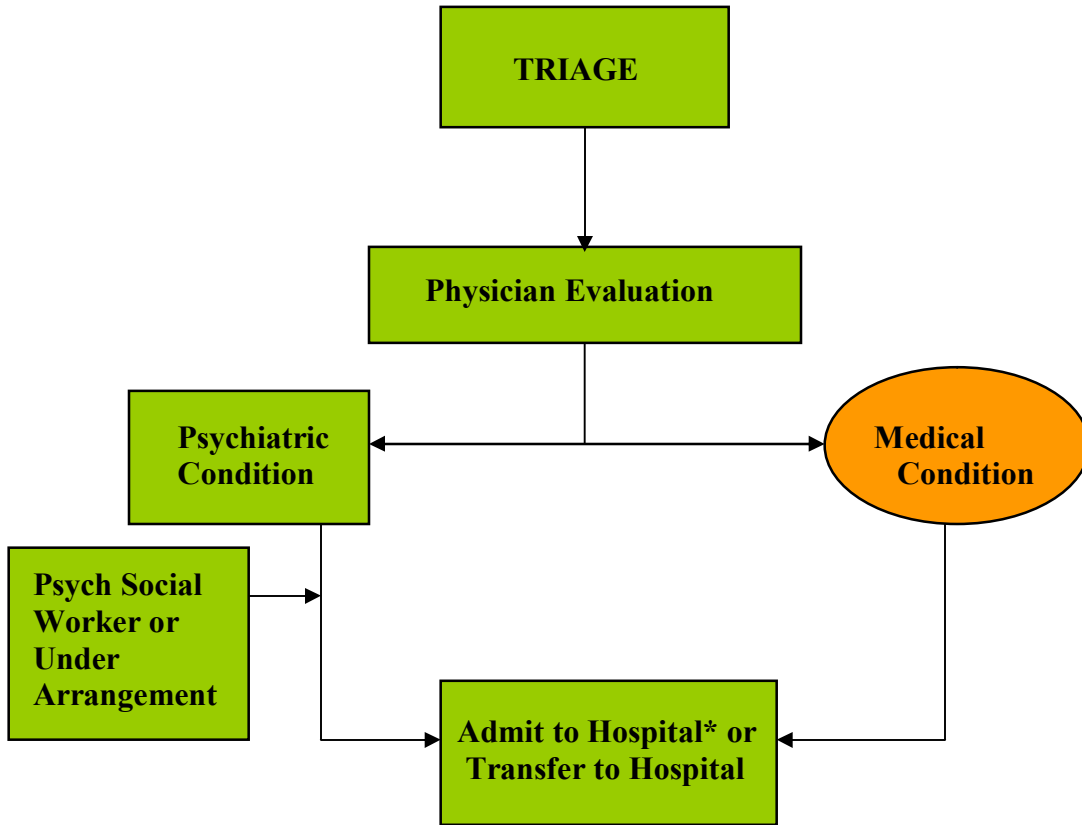 TRIAGE
Physician Evaluation
Psychiatric
Condition
Medical
Condition
Psych Social
Worker or
Under
Arrangement
Admit to Hospital* or
Transfer to Hospital